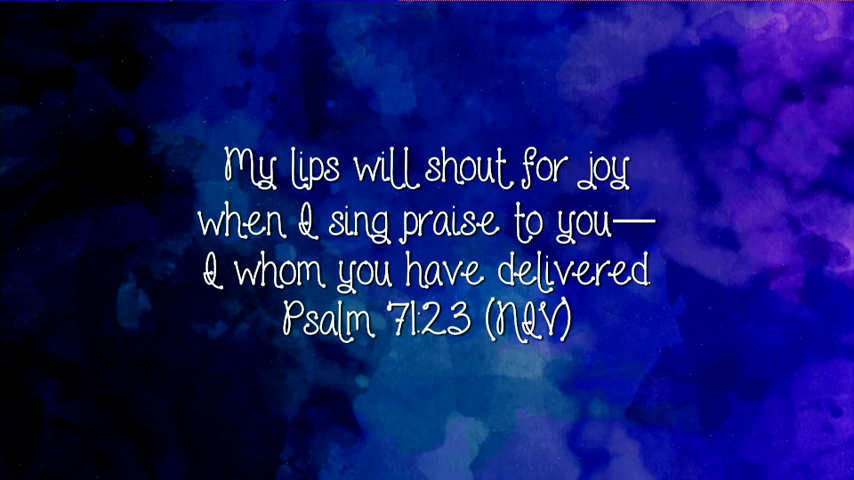 My lips will shout for joy
when I sing praise to you—
I whom you have delivered.
Psalm 71:23 (NIV)